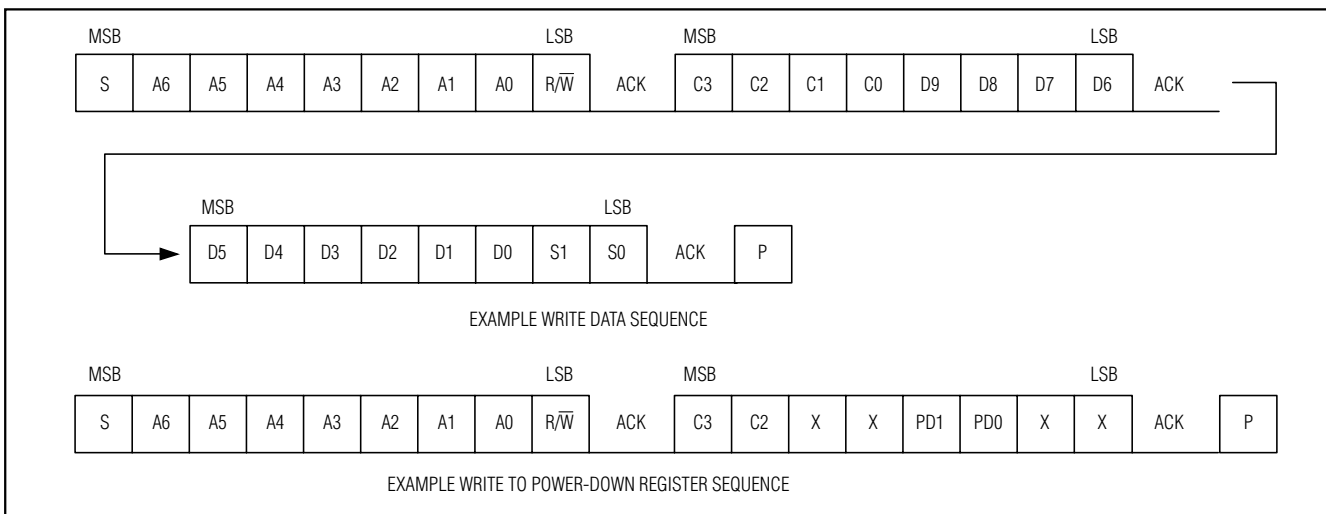 MSB LSB MSB LSB
S A6 A5 A4 A3 A2 A1 A0 R/W̅ ACK C3 C2 C1 C0 D9 D8 D7 D6 ACK
MSB LSB
D5 D4 D3 D2 D1 D0 S1 S0 ACK P
EXAMPLE WRITE DATA SEQUENCE
MSB LSB MSB LSB
S A6 A5 A4 A3 A2 A1 A0 R/W̅ ACK C3 C2 X X PD1 PD0 X X ACK P
EXAMPLE WRITE TO POWER-DOWN REGISTER SEQUENCE